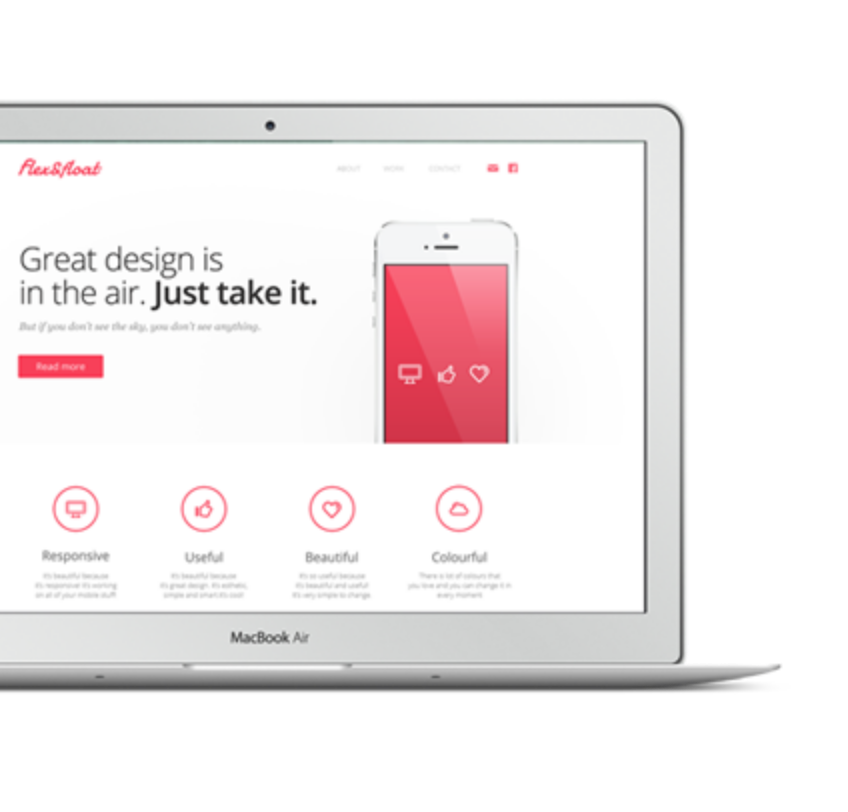 flex&float
ABOUT
WORK
CONTACT
Great design is
in the air. Just take it.
But if you don't see the sky, you don't see anything.
Read more
Responsive
Useful
Beautiful
Colourful
It's beautiful because
it's responsive! It's working
on all of your mobile stuff!
It's beautiful because
it's great design. It's esthetic,
simple and smart it's cool!
It's so useful because
it's beautiful and useful!
It's very simple to change
There is lot of colours that
you love and you can change it in
every moment
MacBook Air